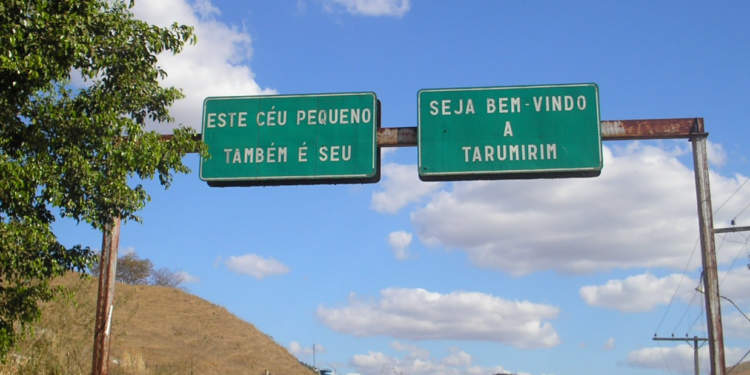 ESTE CÉU PEQUENO
TAMBÉM É SEU
SEJA BEM-VINDO
A
TARUMIRIM